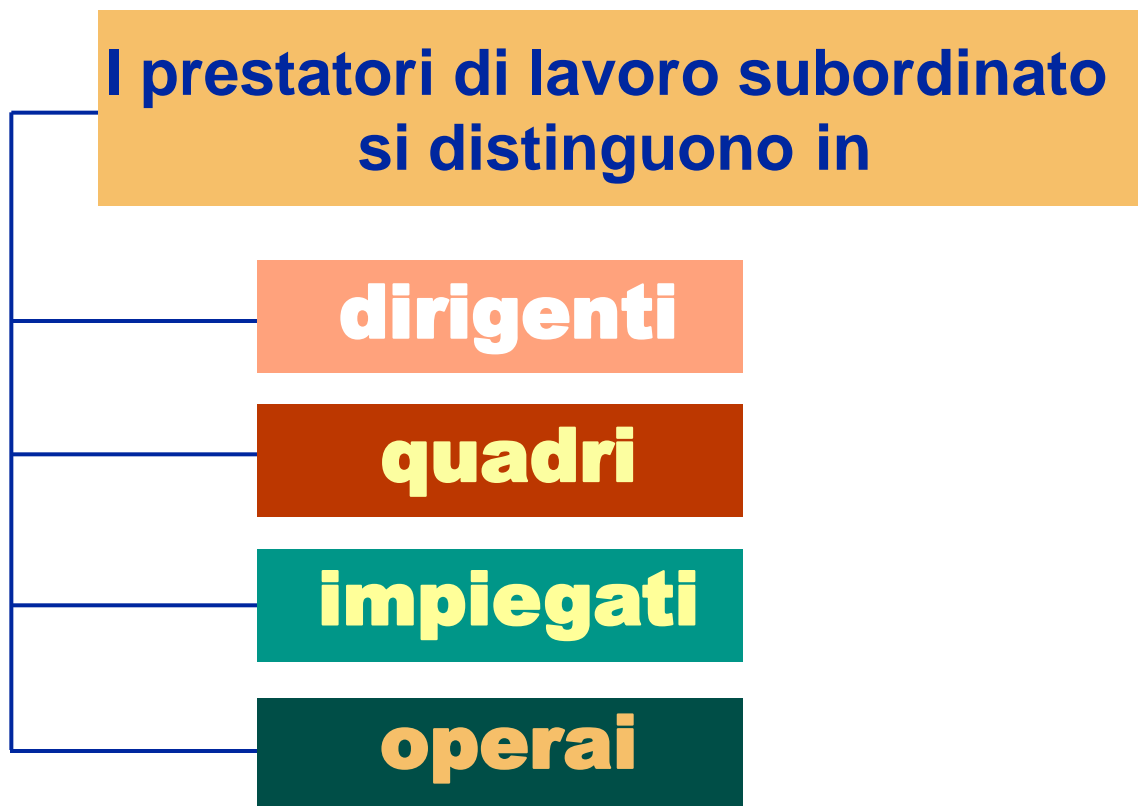 I prestatori di lavoro subordinato
si distinguono in
dirigenti
quadri
impiegati
operai